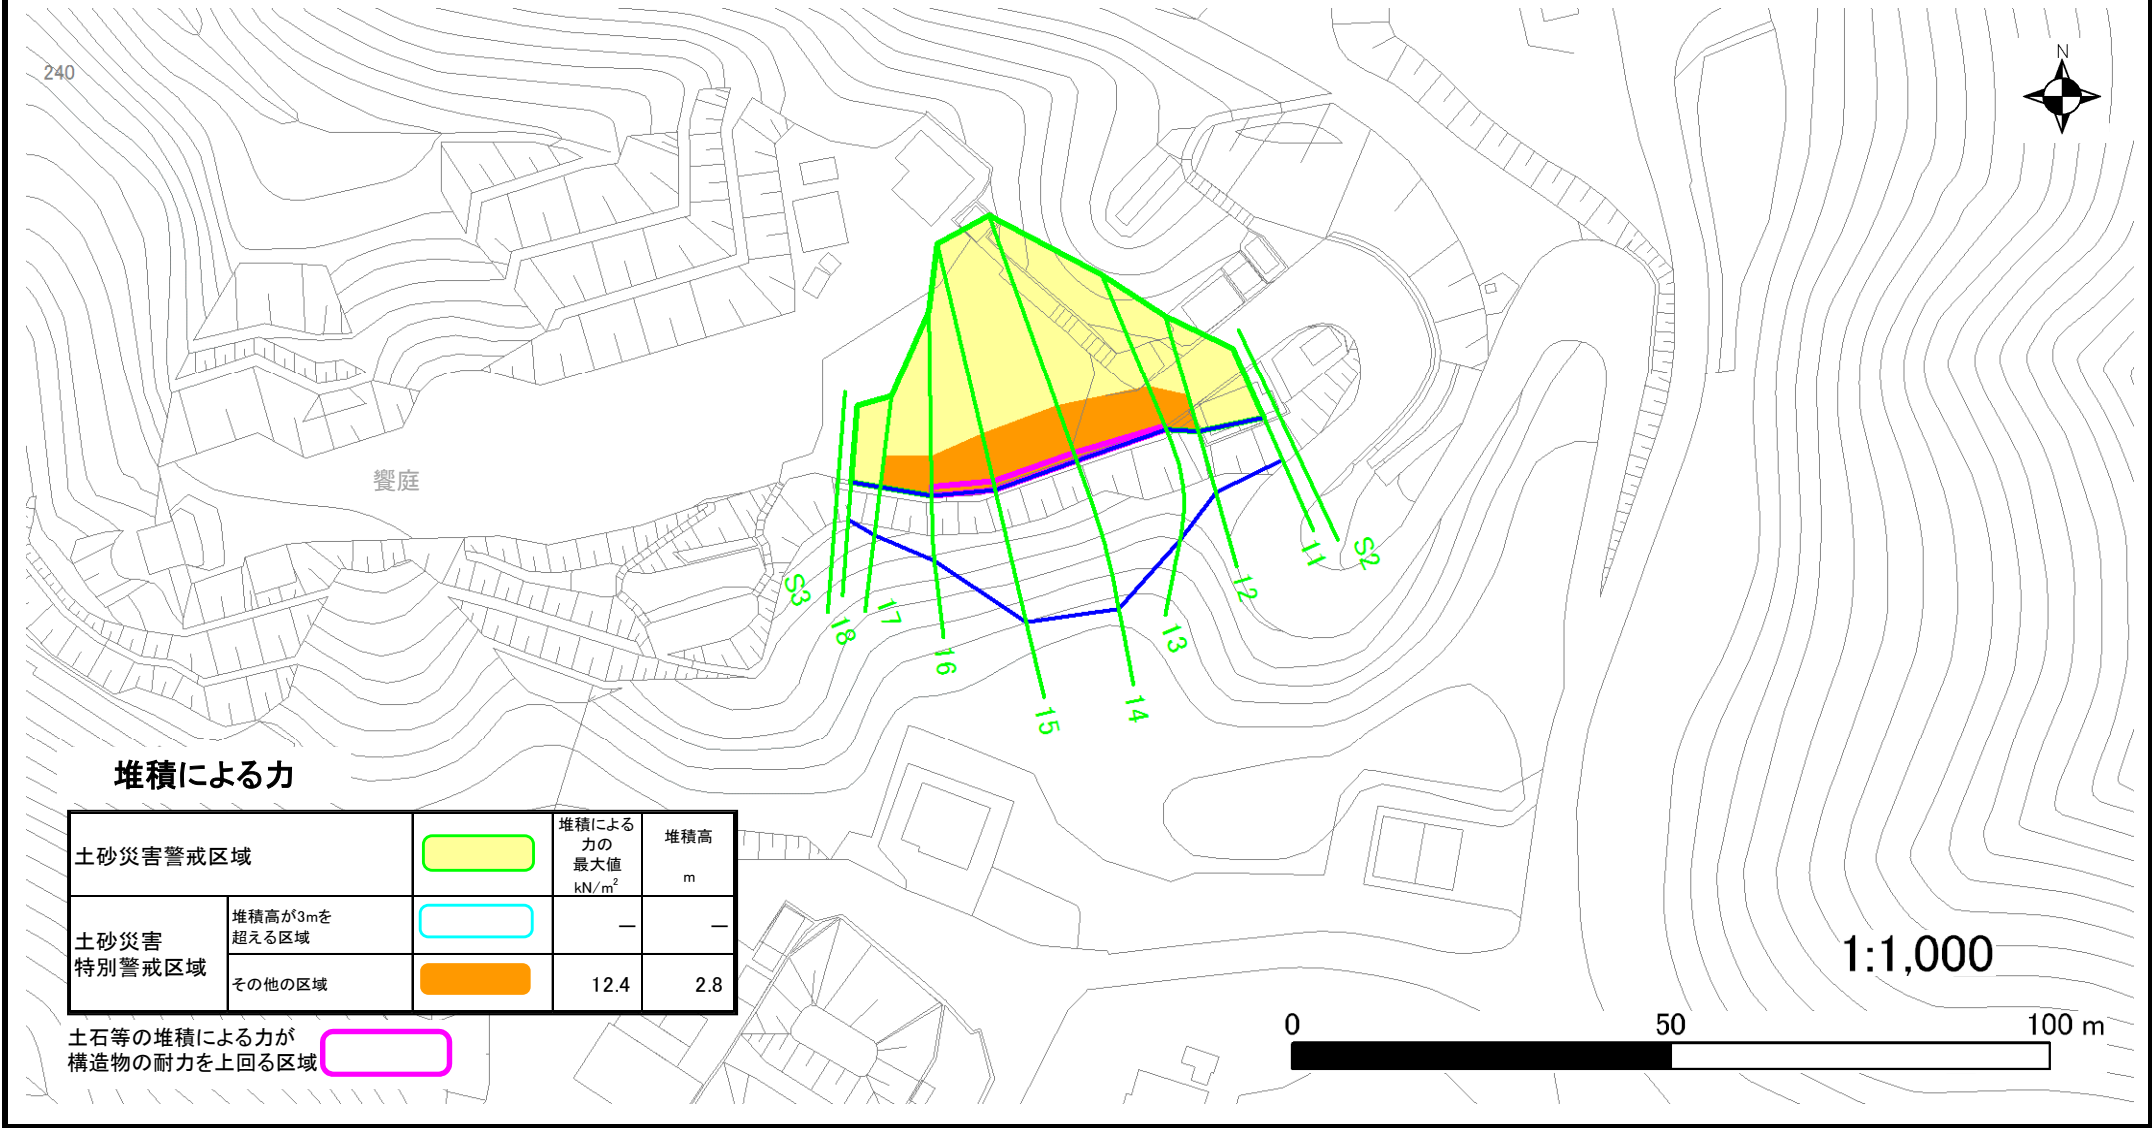 240
N
饗庭
S3
18
17
16
15
14
13
12
11
S2
堆積による力
土砂災害警戒区域
堆積による
力の
最大値
kN/m²
堆積高
m
土砂災害
特別警戒区域
堆積高が3mを
超える区域
―
―
その他の区域
12.4
2.8
土石等の堆積による力が
構造物の耐力を上回る区域
1:1,000
0 50 100 m